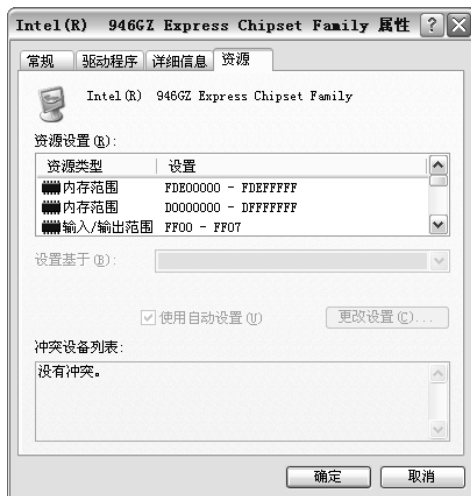 Intel(R) 946GZ Express Chipset Family 属性
常规 驱动程序 详细信息 资源
Intel(R) 946GZ Express Chipset Family
资源设置(R):
资源类型 设置
内存范围 FDE00000 - FDEFFFFF
内存范围 D0000000 - DFFFFFFF
输入/输出范围 FF00 - FF07
设置基于(B):
使用自动设置(U) 更改设置(C)...
冲突设备列表:
没有冲突。
确定 取消